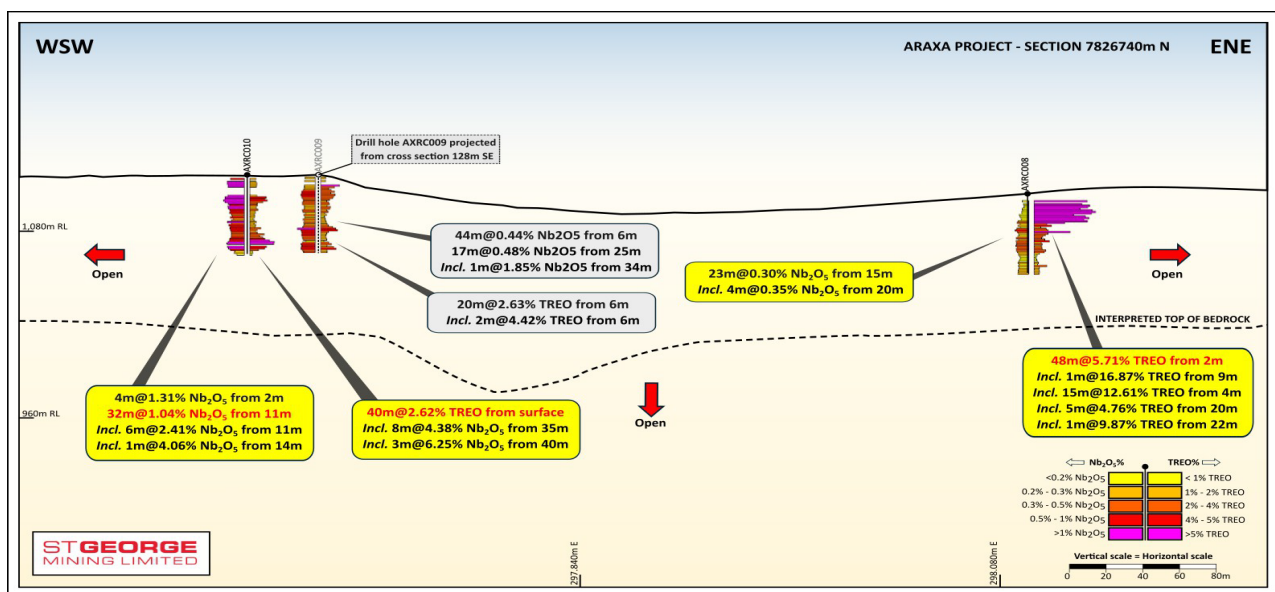 WSW
ARAXA PROJECT - SECTION 7826740m N
ENE
AXRC010
AXRC009
Drill hole AXRC009 projected
from cross section 128m SE
AXRC008
1,080m RL
Open
44m@0.44% Nb2O5 from 6m
17m@0.48% Nb2O5 from 25m
Incl. 1m@1.85% Nb2O5 from 34m
20m@2.63% TREO from 6m
Incl. 2m@4.42% TREO from 6m
23m@0.30% Nb₂O₅ from 15m
Incl. 4m@0.35% Nb₂O₅ from 20m
Open
INTERPRETED TOP OF BEDROCK
960m RL
4m@1.31% Nb₂O₅ from 2m
32m@1.04% Nb₂O₅ from 11m
Incl. 6m@2.41% Nb₂O₅ from 11m
Incl. 1m@4.06% Nb₂O₅ from 14m
40m@2.62% TREO from surface
Incl. 8m@4.38% Nb₂O₅ from 35m
Incl. 3m@6.25% Nb₂O₅ from 40m
Open
48m@5.71% TREO from 2m
Incl. 1m@16.87% TREO from 9m
Incl. 15m@12.61% TREO from 4m
Incl. 5m@4.76% TREO from 20m
Incl. 1m@9.87% TREO from 22m
Nb₂O₅% TREO%
<0.2% Nb₂O₅ < 1% TREO
0.2% - 0.3% Nb₂O₅ 1% - 2% TREO
0.3% - 0.5% Nb₂O₅ 2% - 4% TREO
0.5% - 1% Nb₂O₅ 4% - 5% TREO
>1% Nb₂O₅ >5% TREO
Vertical scale = Horizontal scale
0 20 40 60 80m
297.840m E
298.080m E
STGEORGE
MINING LIMITED